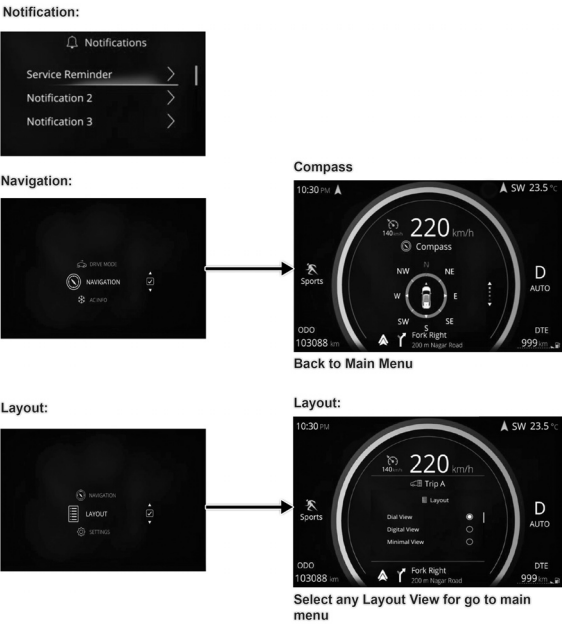 Notification:
Notifications
Service Reminder
Notification 2
Notification 3
Navigation:
DRIVE MODE
NAVIGATION
AC INFO
Compass
10:30 PM
SW 23.5 °C
140 km/h
220 km/h
Compass
Sports
N
NW NE
W E
SW SE
S
D
AUTO
ODO
103088 km
Fork Right
200 m Nagar Road
DTE
999 km
Back to Main Menu
Layout:
NAVIGATION
LAYOUT
SETTINGS
Layout:
10:30 PM
SW 23.5 °C
140 km/h
220 km/h
Trip A
Layout
Sports
Dial View
Digital View
Minimal View
D
AUTO
ODO
103088 km
Fork Right
200 m Nagar Road
DTE
999 km
Select any Layout View for go to main
menu